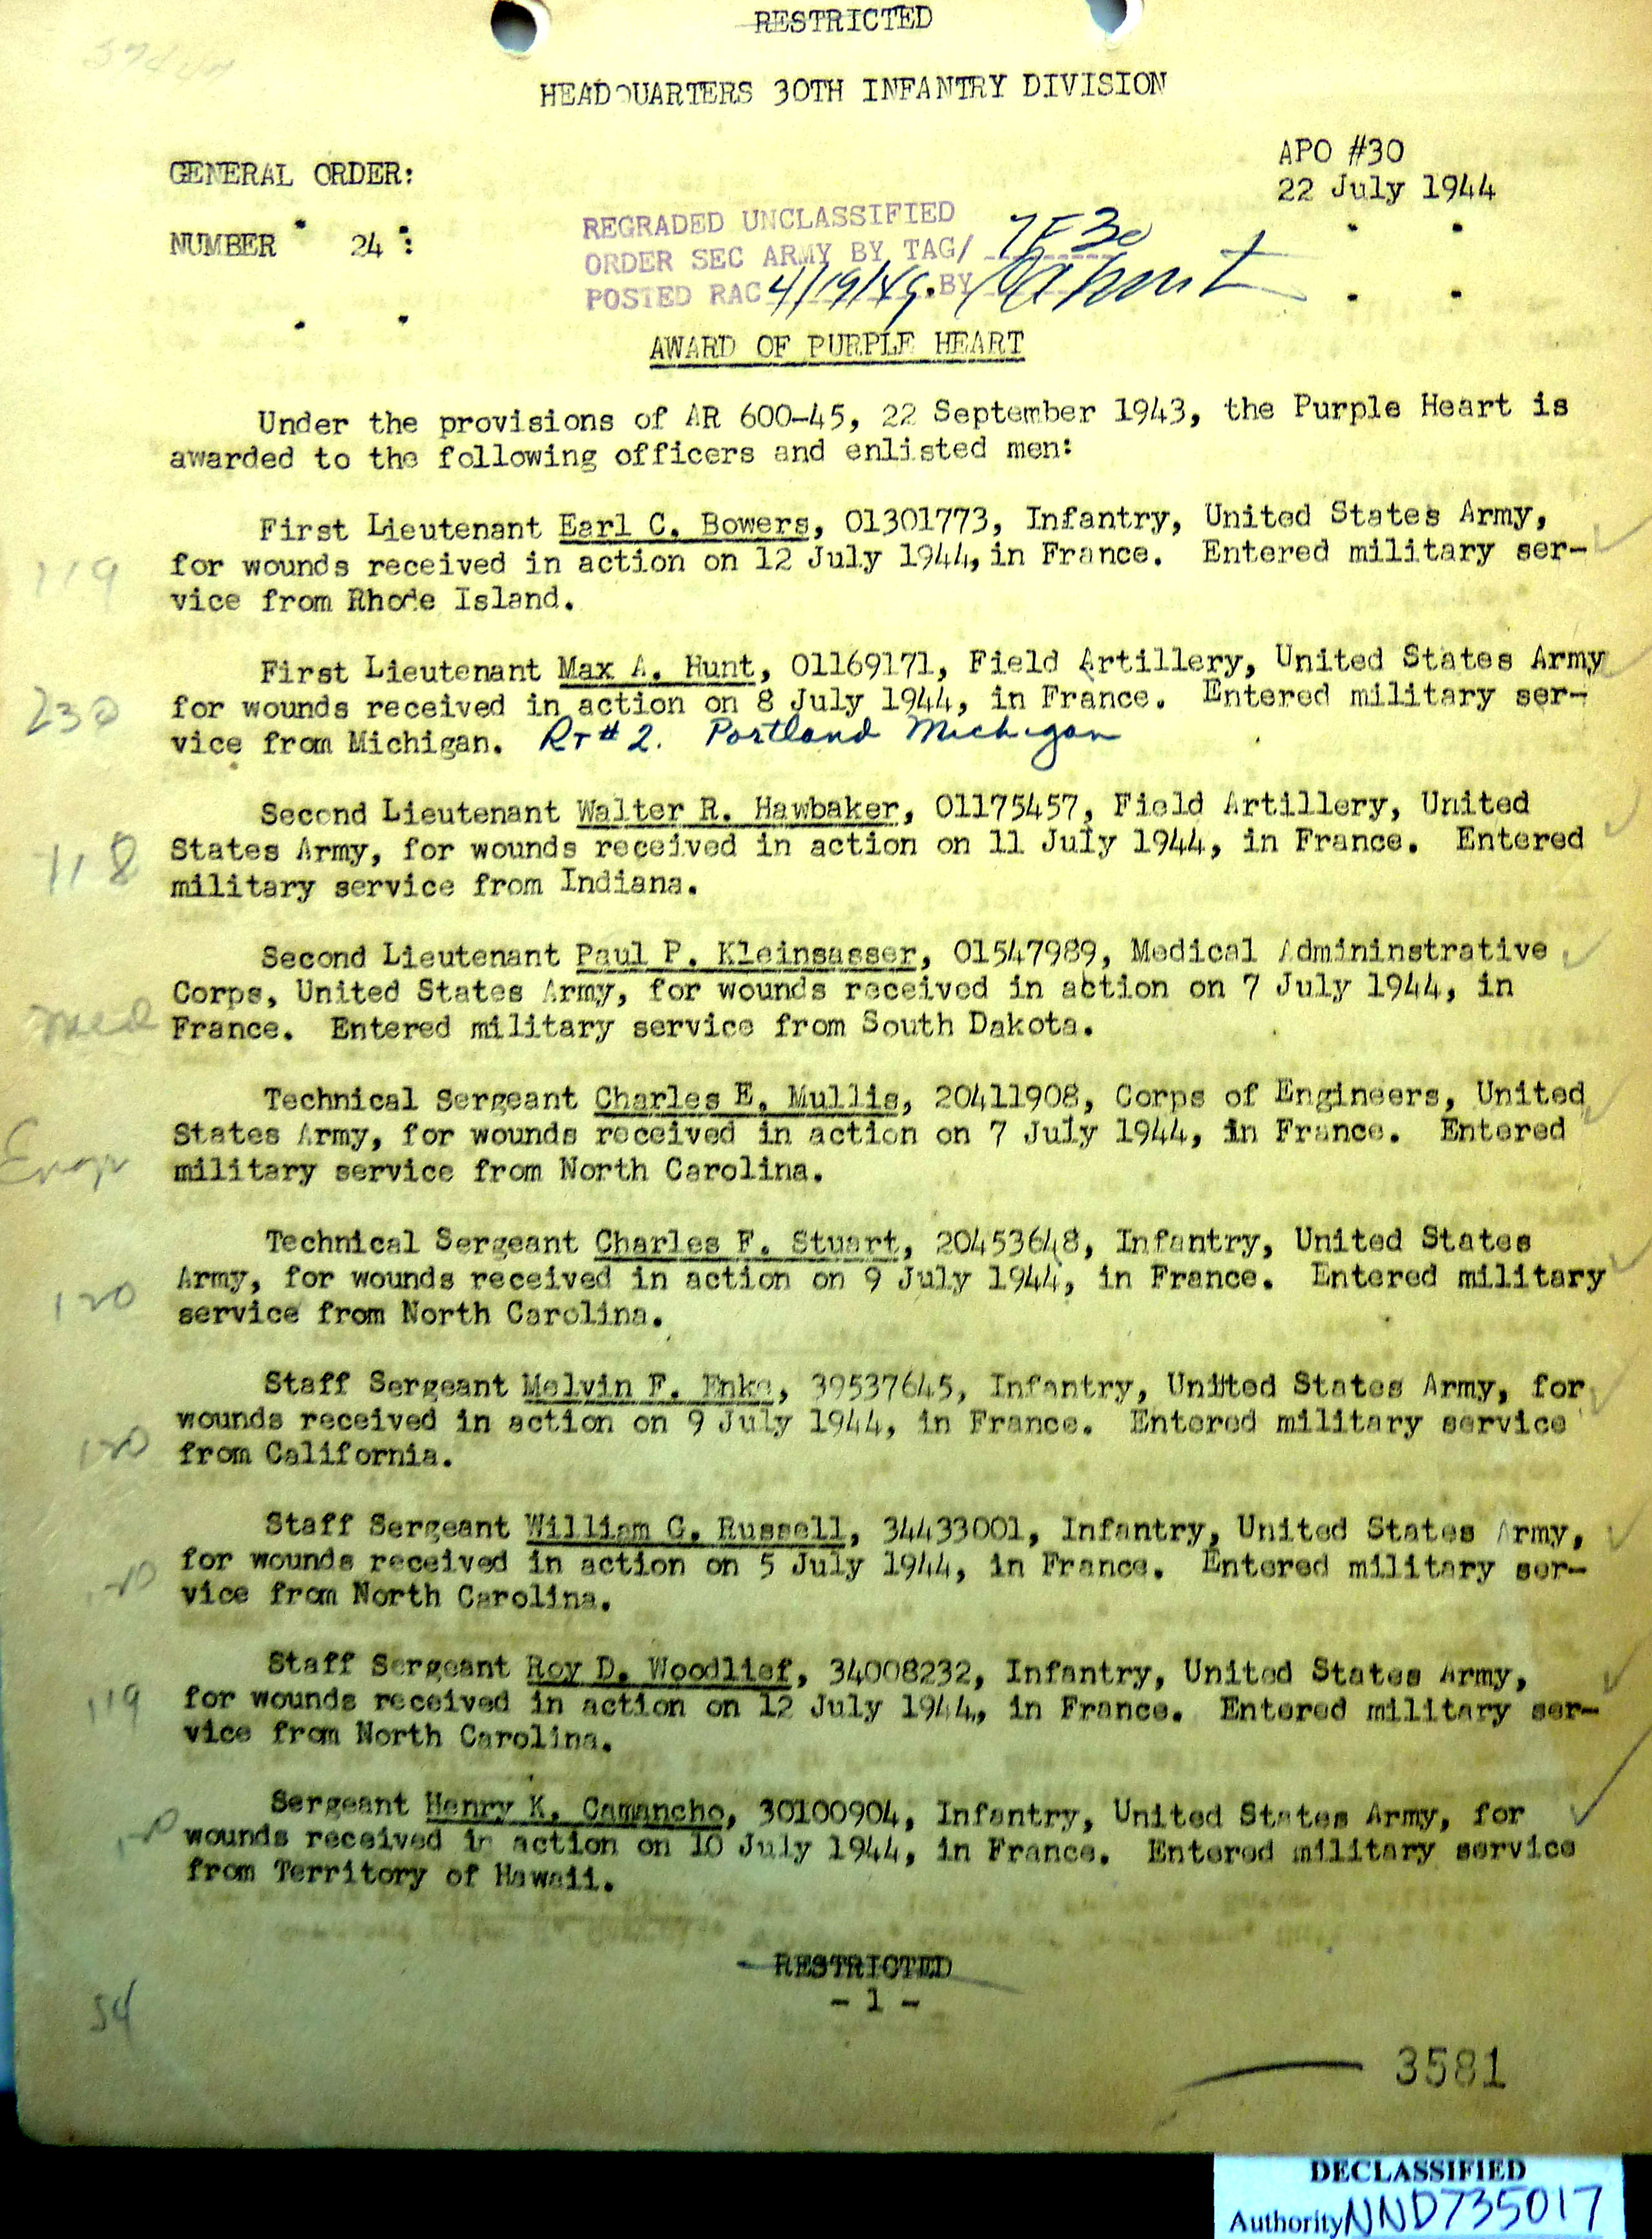 RESTRICTED
HEADQUARTERS 30TH INFANTRY DIVISION
APO #30
GENERAL ORDER:
22 July 1944
REGRADED UNCLASSIFIED
NUMBER 24 :
ORDER SEC ARMY BY TAG/ 7F30
POSTED RAC 4/19/49. BY
AWARD OF PURPLE HEART
Under the provisions of AR 600-45, 22 September 1943, the Purple Heart is
awarded to the following officers and enlisted men:
First Lieutenant Earl C. Bowers, 01301773, Infantry, United States Army,
119 for wounds received in action on 12 July 1944, in France. Entered military ser-
vice from Rhode Island.
First Lieutenant Max A. Hunt, 01169171, Field Artillery, United States Army
230 for wounds received in action on 8 July 1944, in France. Entered military ser-
vice from Michigan. Rt # 2. Portland Michigan
Second Lieutenant Walter R. Hawbaker, 01175457, Field Artillery, United
118 States Army, for wounds received in action on 11 July 1944, in France. Entered
military service from Indiana.
Second Lieutenant Paul P. Kleinsasser, 01547989, Medical Admininstrative
Corps, United States Army, for wounds received in action on 7 July 1944, in
Med France. Entered military service from South Dakota.
Technical Sergeant Charles E. Mullis, 20411908, Corps of Engineers, United
States Army, for wounds received in action on 7 July 1944, in France. Entered
Engr military service from North Carolina.
Technical Sergeant Charles F. Stuart, 20453648, Infantry, United States
120 Army, for wounds received in action on 9 July 1944, in France. Entered military
service from North Carolina.
Staff Sergeant Melvin F. Enke, 39537645, Infantry, United States Army, for
wounds received in action on 9 July 1944, in France. Entered military service
120 from California.
Staff Sergeant William G. Russell, 34433001, Infantry, United States Army,
for wounds received in action on 5 July 1944, in France. Entered military ser-
vice from North Carolina.
Staff Sergeant Roy D. Woodlief, 34008232, Infantry, United States Army,
119 for wounds received in action on 12 July 1944, in France. Entered military ser-
vice from North Carolina.
Sergeant Henry K. Camancho, 30100904, Infantry, United States Army, for
wounds received in action on 10 July 1944, in France. Entered military service
from Territory of Hawaii.
RESTRICTED
- 1 -
54
3581
DECLASSIFIED
Authority NND735017